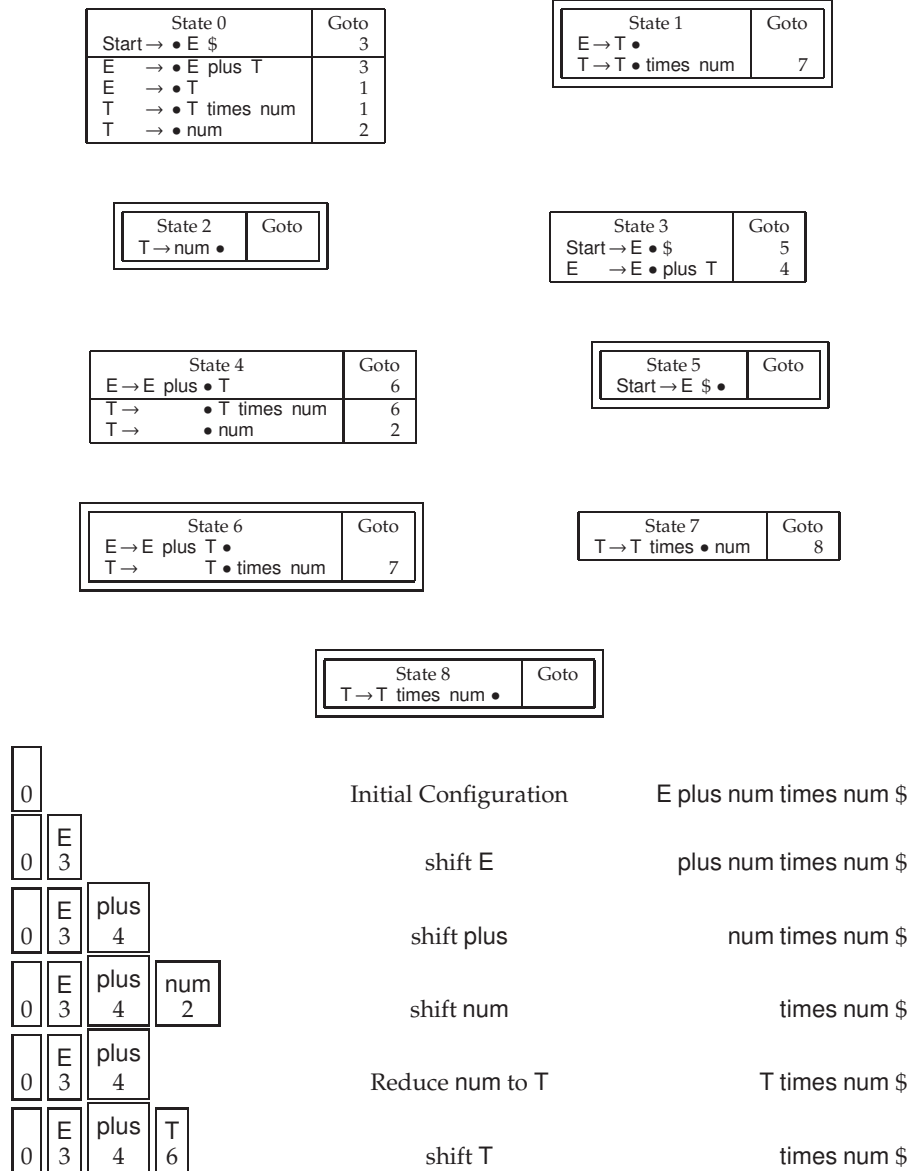 State 0 Goto
Start → • E $ 3
E → • E plus T 3
E → • T 1
T → • T times num 1
T → • num 2
State 1 Goto
E → T •
T → T • times num 7
State 2 Goto
T → num •
State 3 Goto
Start → E • $ 5
E → E • plus T 4
State 4 Goto
E → E plus • T 6
T → • T times num 6
T → • num 2
State 5 Goto
Start → E $ •
State 6 Goto
E → E plus T •
T → T • times num 7
State 7 Goto
T → T times • num 8
State 8 Goto
T → T times num •
0 Initial Configuration E plus num times num $
E
0 3 shift E plus num times num $
E plus
0 3 4 shift plus num times num $
E plus num
0 3 4 2 shift num times num $
E plus
0 3 4 Reduce num to T T times num $
E plus T
0 3 4 6 shift T times num $